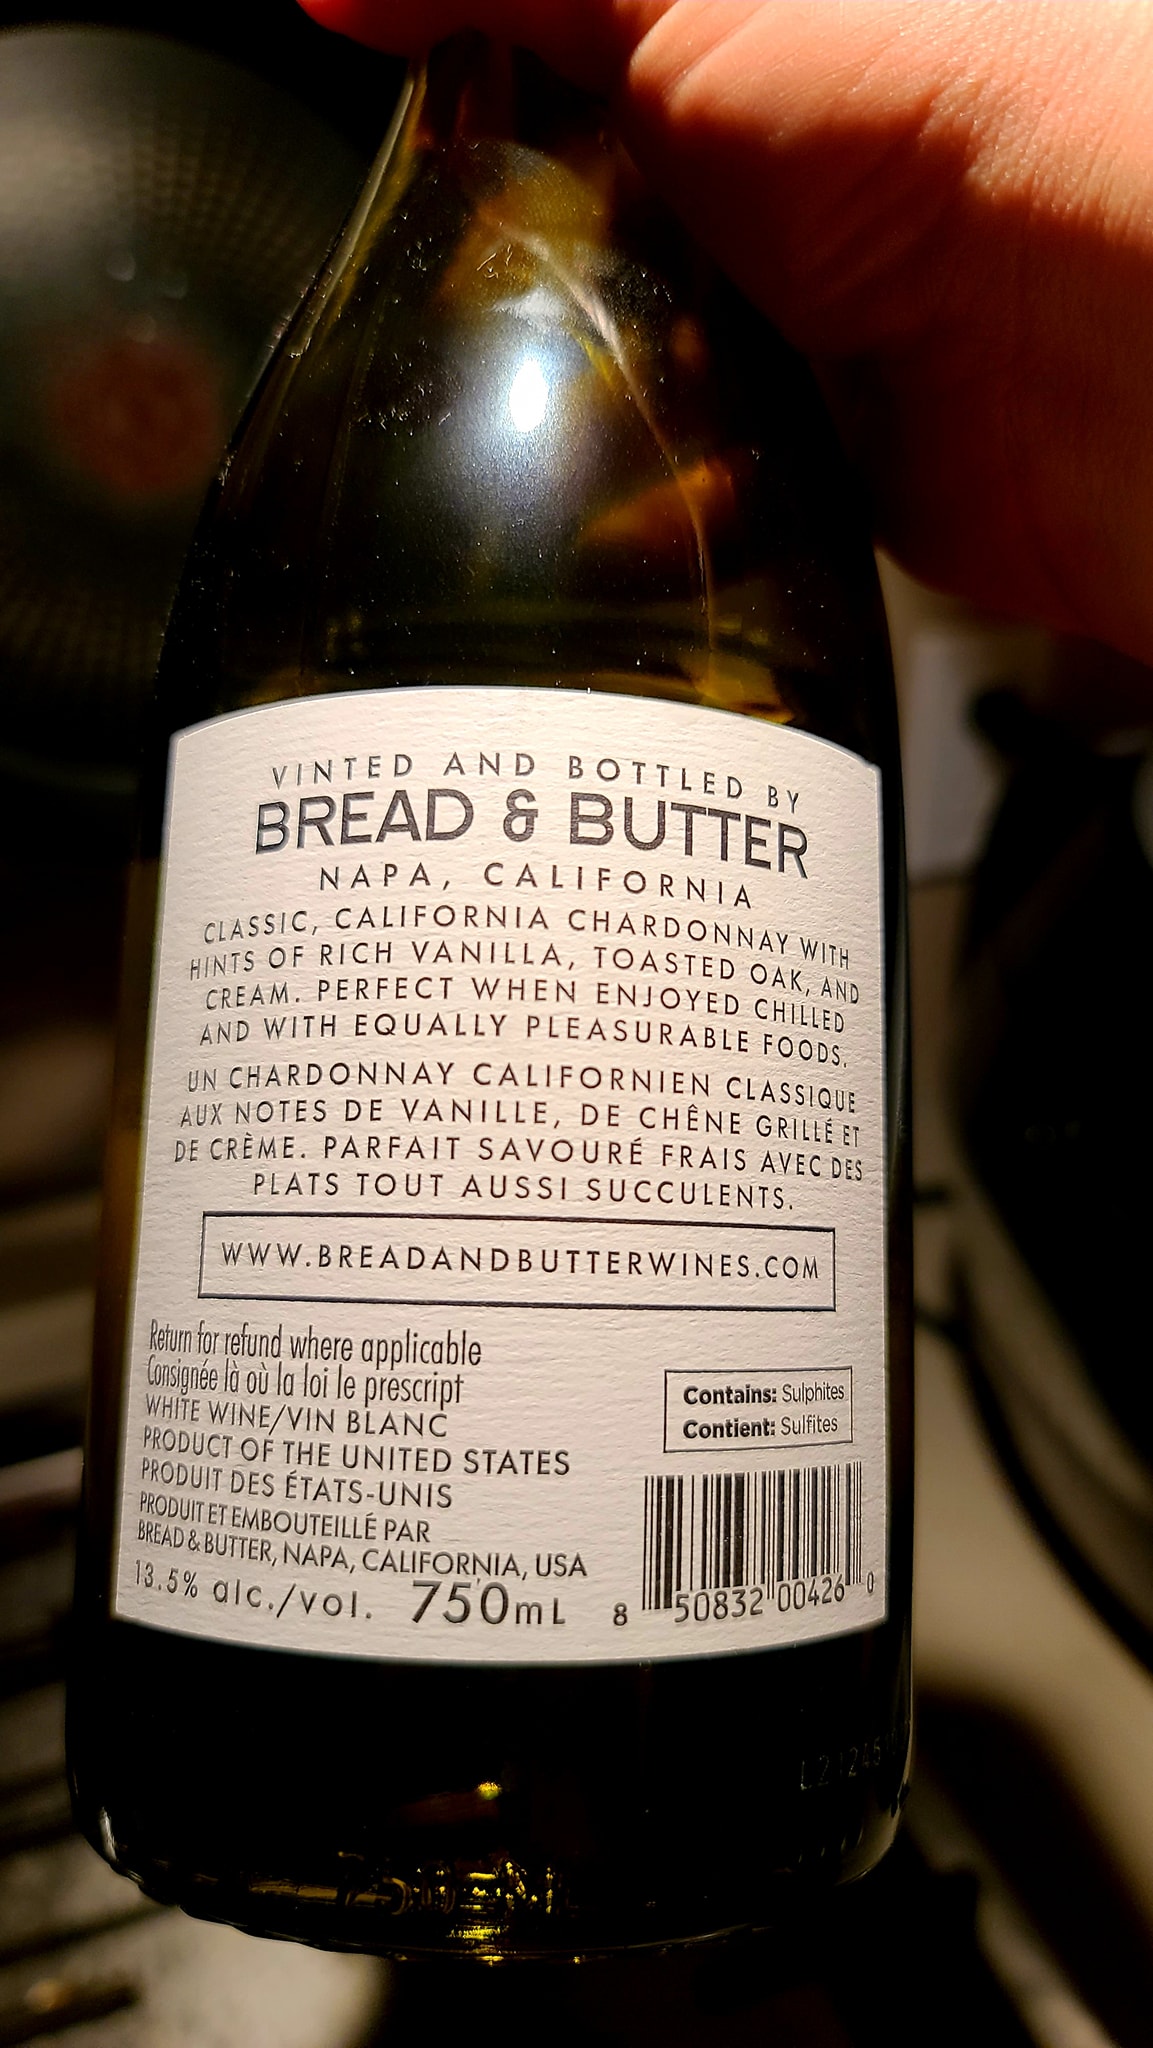 VINTED AND BOTTLED BY
BREAD & BUTTER
NAPA, CALIFORNIA
CLASSIC, CALIFORNIA CHARDONNAY WITH
HINTS OF RICH VANILLA, TOASTED OAK, AND
CREAM. PERFECT WHEN ENJOYED CHILLED
AND WITH EQUALLY PLEASURABLE FOODS.
UN CHARDONNAY CALIFORNIEN CLASSIQUE
AUX NOTES DE VANILLE, DE CHÊNE GRILLÉ ET
DE CRÈME. PARFAIT SAVOURÉ FRAIS AVEC DES
PLATS TOUT AUSSI SUCCULENTS.
WWW.BREADANDBUTTERWINES.COM
Return for refund where applicable
Consignée là où la loi le prescript
WHITE WINE/VIN BLANC
PRODUCT OF THE UNITED STATES
PRODUIT DES ÉTATS-UNIS
PRODUIT ET EMBOUTEILLÉ PAR
BREAD & BUTTER, NAPA, CALIFORNIA, USA
13.5% alc./vol. 750mL
Contains: Sulphites
Contient: Sulfites
8 50832 00426 0